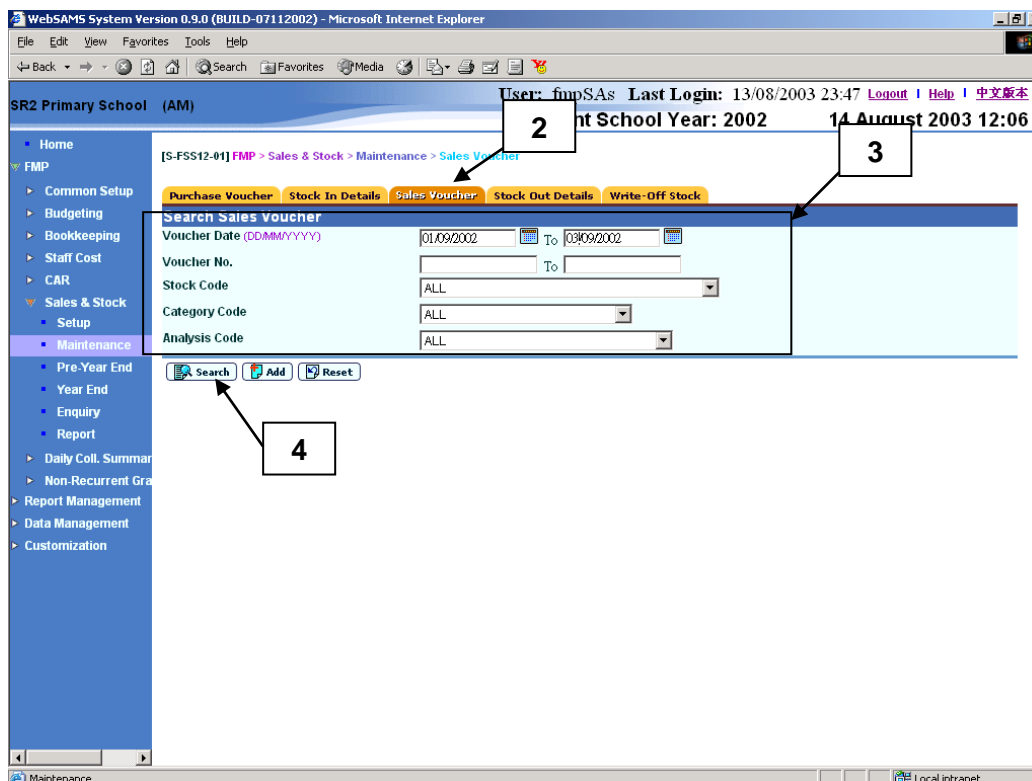 WebSAMS System Version 0.9.0 (BUILD-07112002) - Microsoft Internet Explorer
File Edit View Favorites Tools Help
Back Search Favorites Media
SR2 Primary School (AM)
User: fmpSAs Last Login: 13/08/2003 23:47 Logout | Help | 中文版本
nt School Year: 2002 14 August 2003 12:06
2
3
Home
FMP
Common Setup
Budgeting
Bookkeeping
Staff Cost
CAR
Sales & Stock
Setup
Maintenance
Pre-Year End
Year End
Enquiry
Report
Daily Coll. Summar
Non-Recurrent Gra
Report Management
Data Management
Customization
[S-FSS12-01] FMP > Sales & Stock > Maintenance > Sales Voucher
Purchase Voucher Stock In Details Sales Voucher Stock Out Details Write-Off Stock
Search Sales Voucher
Voucher Date (DD/MM/YYYY) 01/09/2002 To 03/09/2002
Voucher No. To
Stock Code ALL
Category Code ALL
Analysis Code ALL
Search Add Reset
4
Maintenance Local intranet